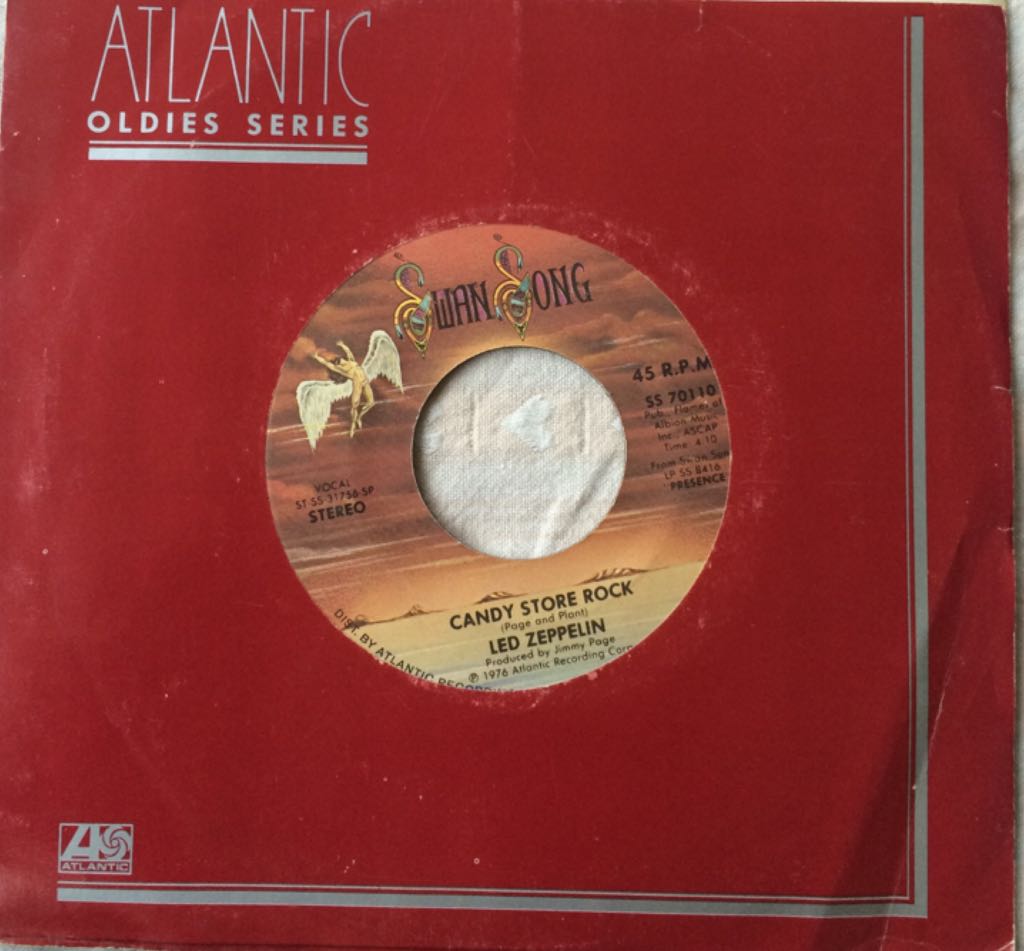 ATLANTIC
OLDIES SERIES
SWAN SONG
45 R.P.M
SS 70110
Pub., Flames of
Albion Music
Inc., ASCAP
Time: 4:10
From Swan Son
LP SS 8416
"PRESENCE
VOCAL
ST-SS-31758-SP
STEREO
CANDY STORE ROCK
(Page and Plant)
LED ZEPPELIN
Produced by Jimmy Page
℗ 1976 Atlantic Recording Corp
DIST. BY ATLANTIC RECORDI
ATLANTIC